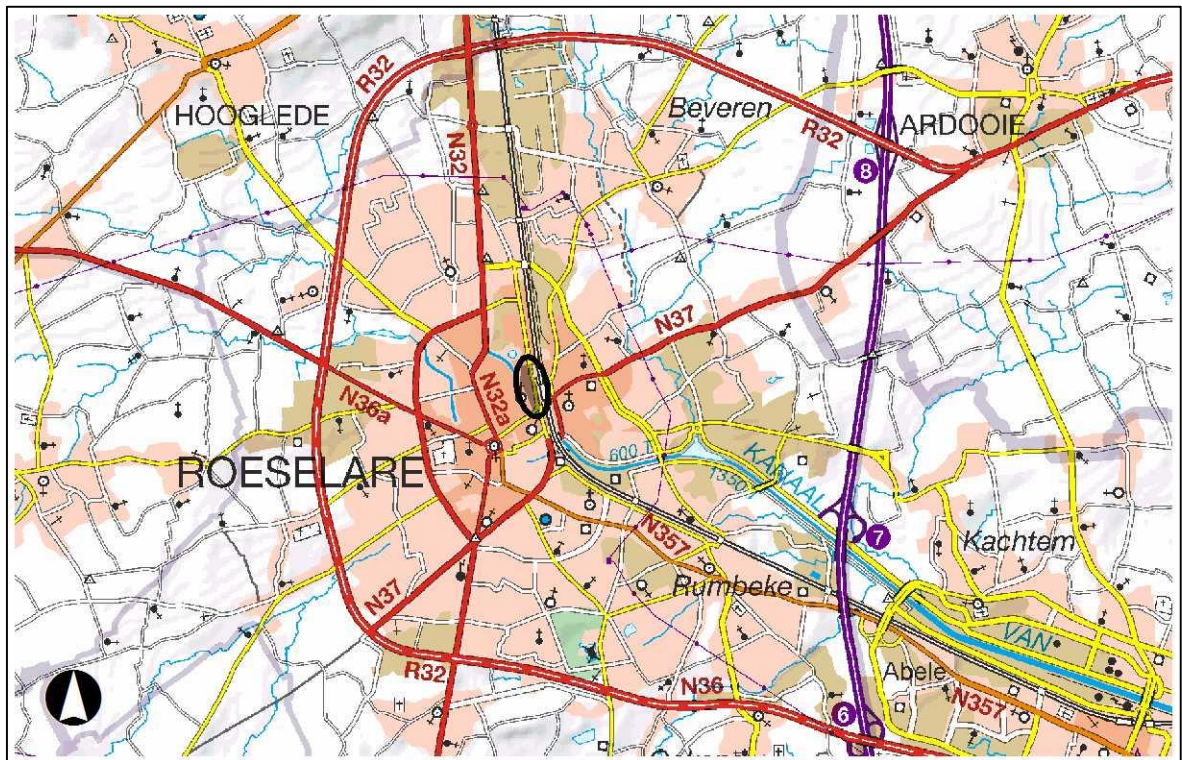 R32
N32
Beveren
HOOGLEDE
R32
ARDOOIE
8
N37
N36a
N32a
600 T
1350 T
KANAAL
ROESELARE
7
Kachtem
N357
Rumbeke
N37
VAN
R32
Abele
N36
N357
6